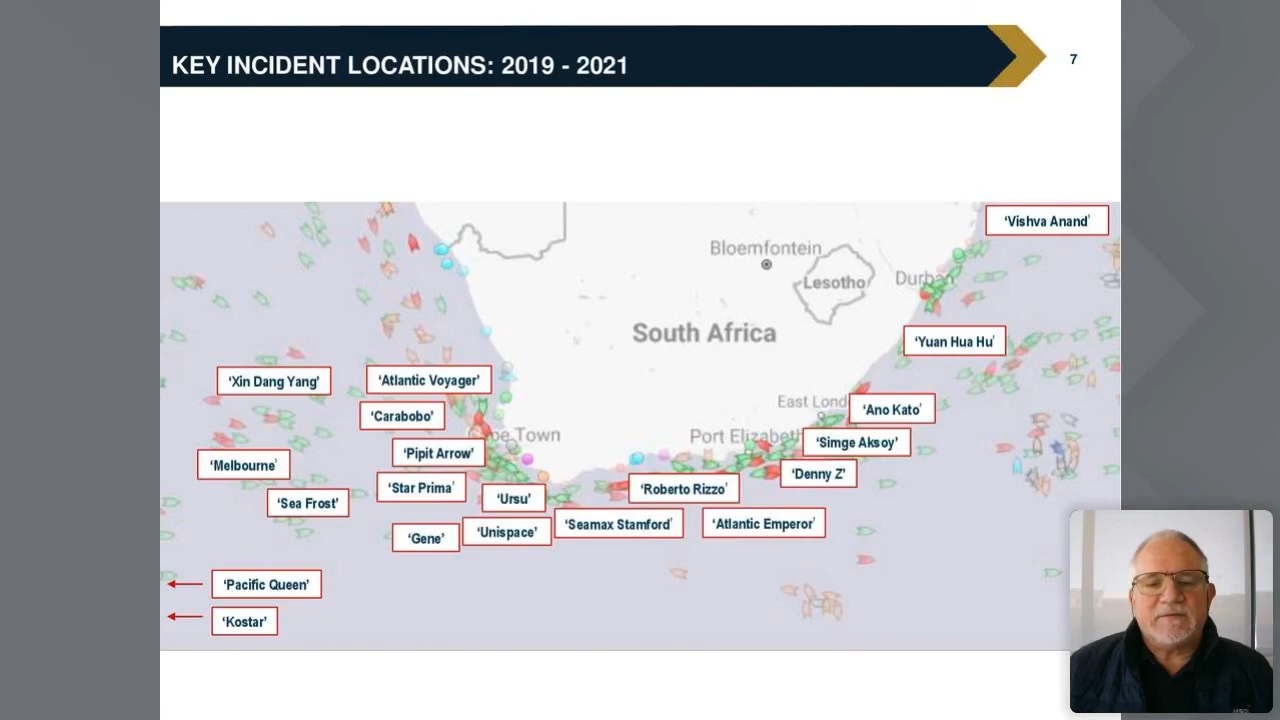 KEY INCIDENT LOCATIONS: 2019 - 2021
7
'Vishva Anand'
Bloemfontein
Lesotho
Durban
South Africa
'Yuan Hua Hu'
'Xin Dang Yang'
'Atlantic Voyager'
'Carabobo'
East Lond
'Ano Kato'
Cape Town
Port Elizabeth
'Simge Aksoy'
'Pipit Arrow'
'Melbourne'
'Denny Z'
'Star Prima'
'Roberto Rizzo'
'Sea Frost'
'Ursu'
'Seamax Stamford'
'Atlantic Emperor'
'Gene'
'Unispace'
'Pacific Queen'
'Kostar'